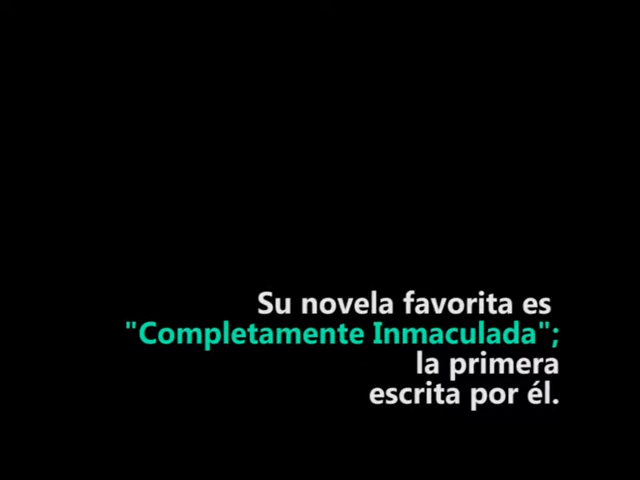 Su novela favorita es
"Completamente Inmaculada";
la primera
escrita por él.